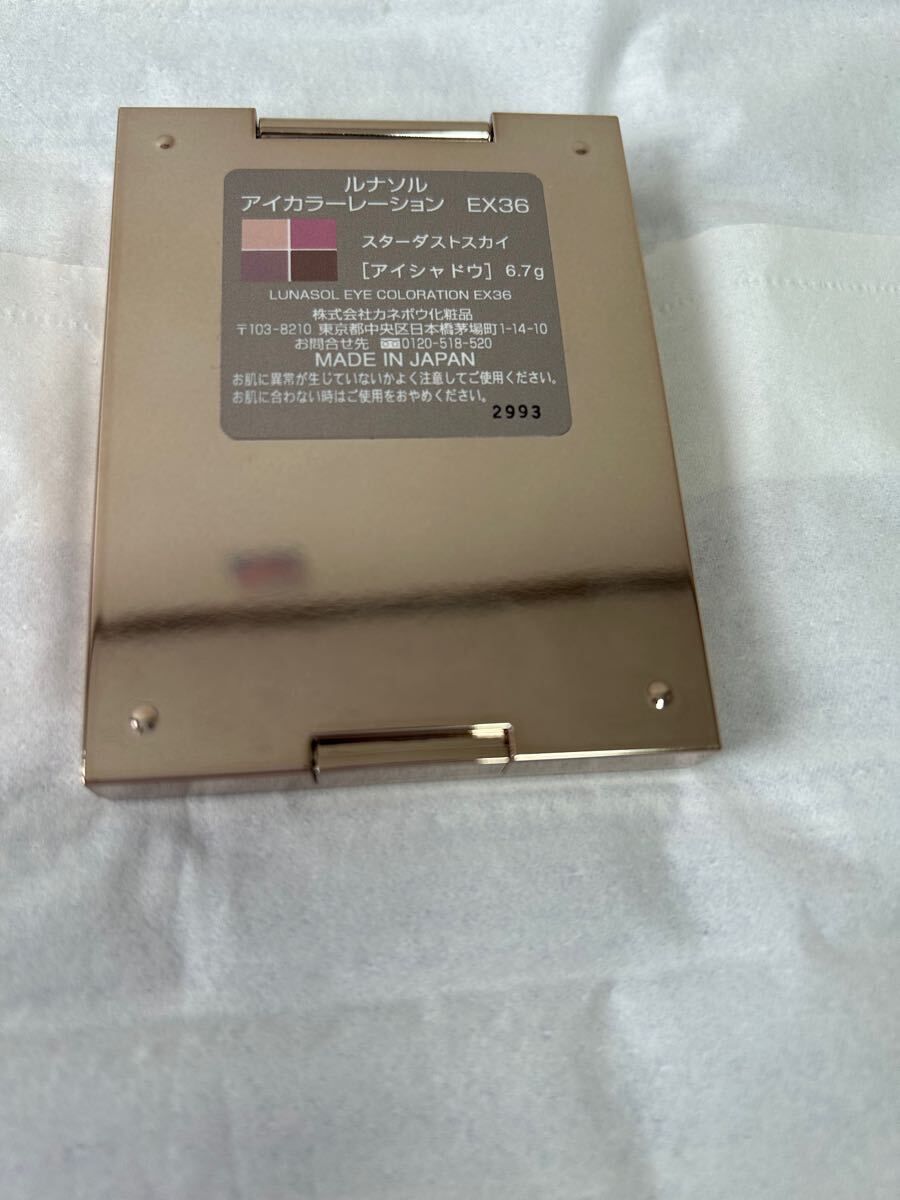 ルナソル
アイカラーレーション EX36
スターダストスカイ
[アイシャドウ] 6.7g
LUNASOL EYE COLORATION EX36
株式会社カネボウ化粧品
〒103-8210 東京都中央区日本橋茅場町1-14-10
お問合せ先 0120-518-520
MADE IN JAPAN
お肌に異常が生じていないかよく注意してご使用ください。
お肌に合わない時はご使用をおやめください。
2993